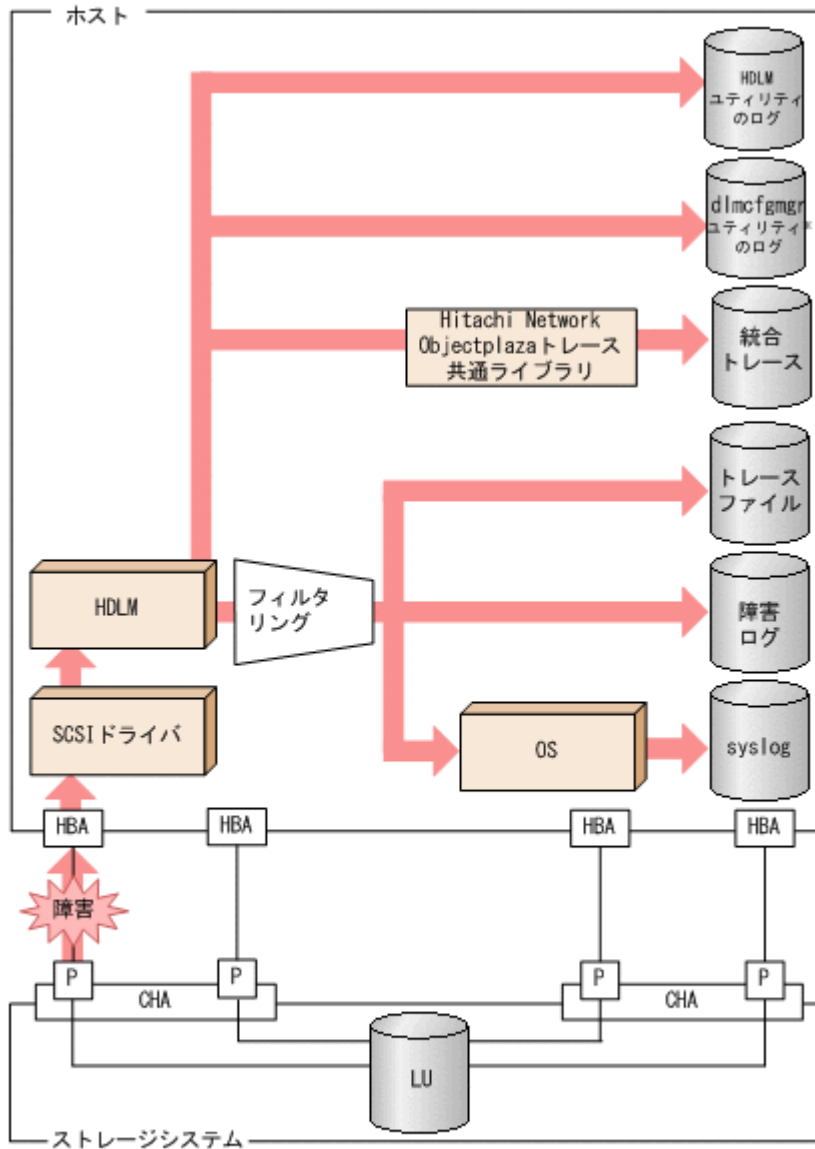 ホスト
HDLM
ユティリティ
のログ
dlmcfgmgr
ユティリティ*
のログ
Hitachi Network
Objectplazaトレース
共通ライブラリ
統合
トレース
トレース
ファイル
HDLM
フィルタ
リング
障害
ログ
SCSIドライバ
OS
syslog
HBA
HBA
HBA
HBA
障害
P
P
P
P
CHA
CHA
LU
ストレージシステム